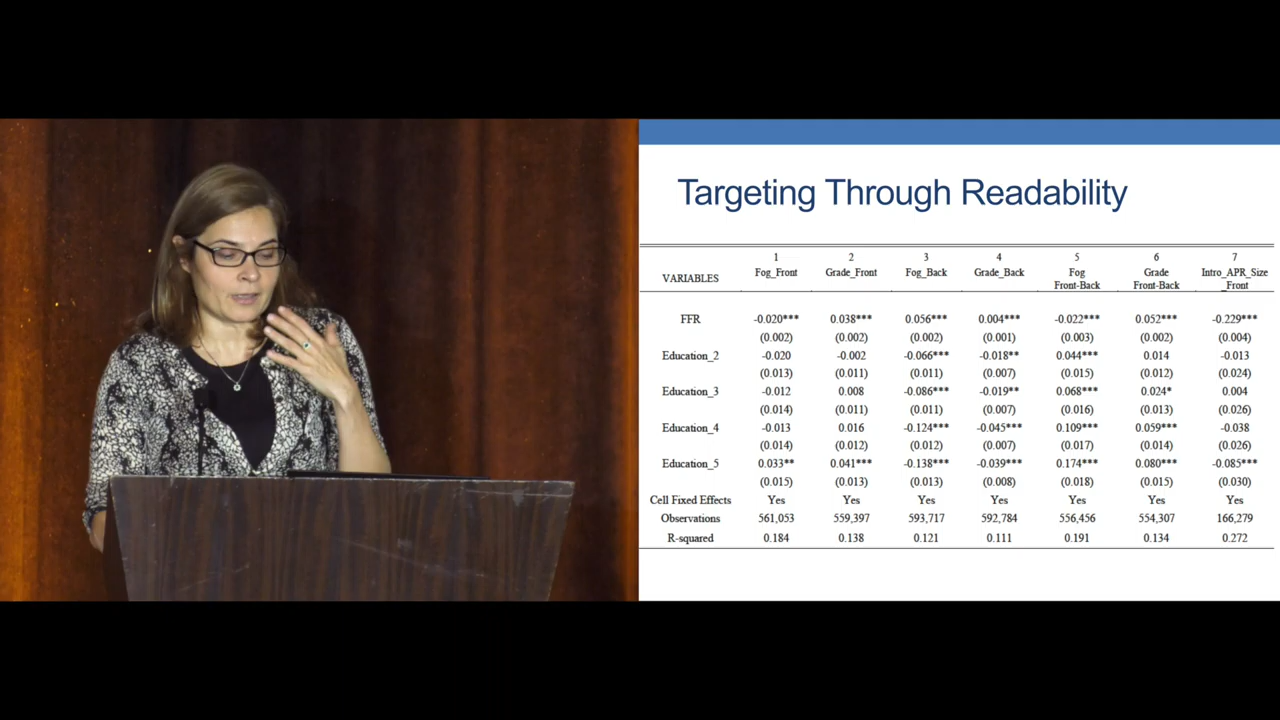 Targeting Through Readability
1 2 3 4 5 6 7
VARIABLES Fog_Front Grade_Front Fog_Back Grade_Back Fog Front-Back Grade Front-Back Intro_APR_Size _Front
FFR -0.020*** 0.038*** 0.056*** 0.004*** -0.022*** 0.052*** -0.229***
(0.002) (0.002) (0.002) (0.001) (0.003) (0.002) (0.004)
Education_2 -0.020 -0.002 -0.066*** -0.018** 0.044*** 0.014 -0.013
(0.013) (0.011) (0.011) (0.007) (0.015) (0.012) (0.024)
Education_3 -0.012 0.008 -0.086*** -0.019** 0.068*** 0.024* 0.004
(0.014) (0.011) (0.011) (0.007) (0.016) (0.013) (0.026)
Education_4 -0.013 0.016 -0.124*** -0.045*** 0.109*** 0.059*** -0.038
(0.014) (0.012) (0.012) (0.007) (0.017) (0.014) (0.026)
Education_5 0.033** 0.041*** -0.138*** -0.039*** 0.174*** 0.080*** -0.085***
(0.015) (0.013) (0.013) (0.008) (0.018) (0.015) (0.030)
Cell Fixed Effects Yes Yes Yes Yes Yes Yes Yes
Observations 561,053 559,397 593,717 592,784 556,456 554,307 166,279
R-squared 0.184 0.138 0.121 0.111 0.191 0.134 0.272